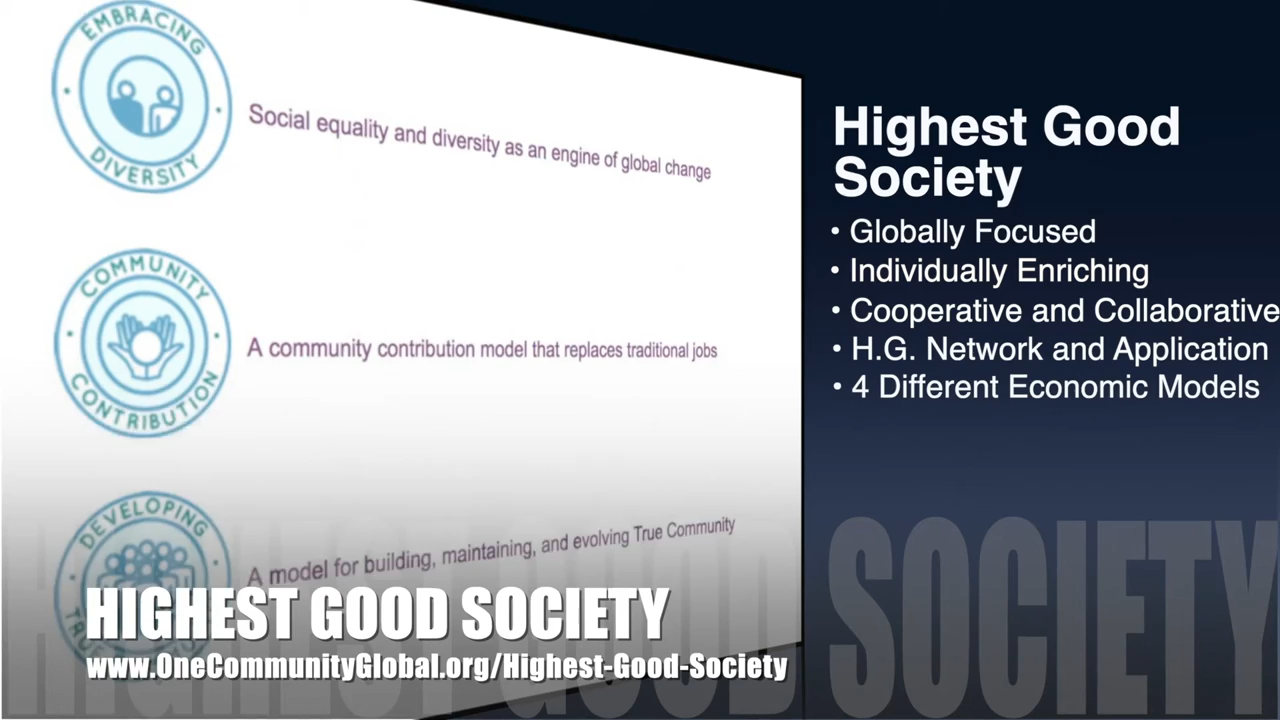 EMBRACING
DIVERSITY
Social equality and diversity as an engine of global change
COMMUNITY
CONTRIBUTION
A community contribution model that replaces traditional jobs
DEVELOPING
A model for building, maintaining, and evolving True Community
Highest Good
Society
• Globally Focused
• Individually Enriching
• Cooperative and Collaborative
• H.G. Network and Application
• 4 Different Economic Models
HIGHEST GOOD SOCIETY
HIGHEST GOOD SOCIETY
www.OneCommunityGlobal.org/Highest-Good-Society